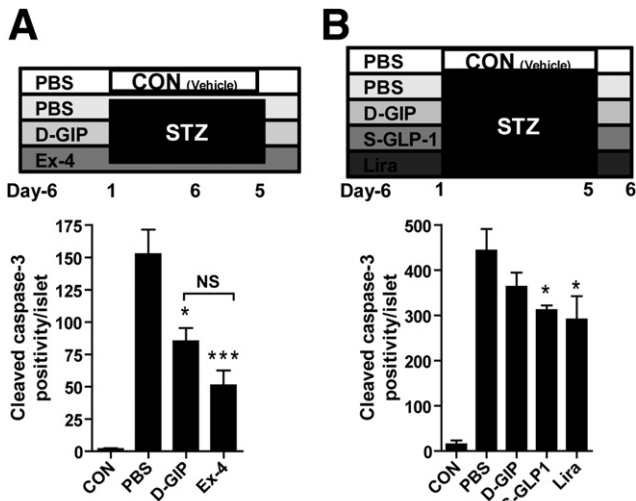 A
PBS
CON (Vehicle)
PBS
D-GIP
STZ
Ex-4
Day-6 1 6 5
Cleaved caspase-3
positivity/islet
175
150
125
100
75
50
25
0
NS
*
***
CON PBS D-GIP Ex-4
B
PBS
CON (Vehicle)
PBS
D-GIP
STZ
S-GLP-1
Lira
Day-6 1 5 6
Cleaved caspase-3
positivity/islet
500
400
300
200
100
0
*
*
CON PBS D-GIP S-GLP1 Lira